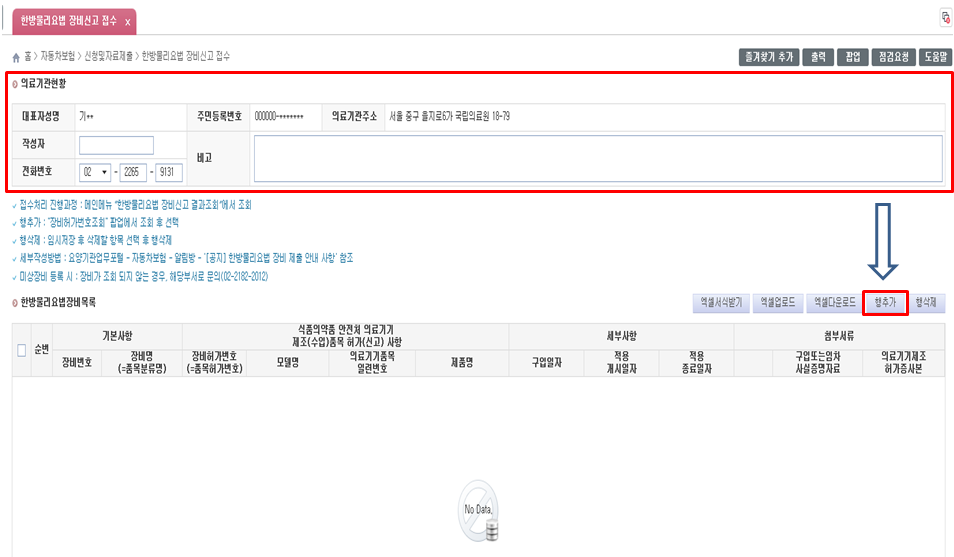 한방물리요법 장비신고 접수 x
홈 > 자동차보험 > 신청및자료제출 > 한방물리요법 장비신고 접수
즐겨찾기 추가 출력 팝업 점검요청 도움말
의료기관현황
대표자성명 기** 주민등록번호 000000-******* 의료기관주소 서울 중구 을지로6가 국립의료원 18-79
작성자
비고
전화번호 02 - 2265 - 9131
접수처리 진행과정 : 메인메뉴 "한방물리요법 장비신고 결과조회"에서 조회
행추가 : "장비허가번호조회" 팝업에서 조회 후 선택
행삭제 : 임시저장 후 삭제할 항목 선택 후 행삭제
세부작성방법 : 요양기관업무포털 - 자동차보험 - 알림방 - '[공지] 한방물리요법 장비 제출 안내 사항' 참조
미상장비 등록 시 : 장비가 조회 되지 않는 경우, 해당부서로 문의(02-2182-2012)
한방물리요법장비목록
엑셀서식받기 엑셀업로드 엑셀다운로드 행추가 행삭제
순번 기본사항 식품의약품 안전처 의료기기 제조(수입)품목 허가(신고) 사항 세부사항 첨부서류
장비번호 장비명 (=품목분류명) 장비허가번호 (=품목허가번호) 모델명 의료기기품목 일련번호 제품명 구입일자 적용 개시일자 적용 종료일자 구입또는임차 사실증명자료 의료기기제조 허가증사본
No Data.